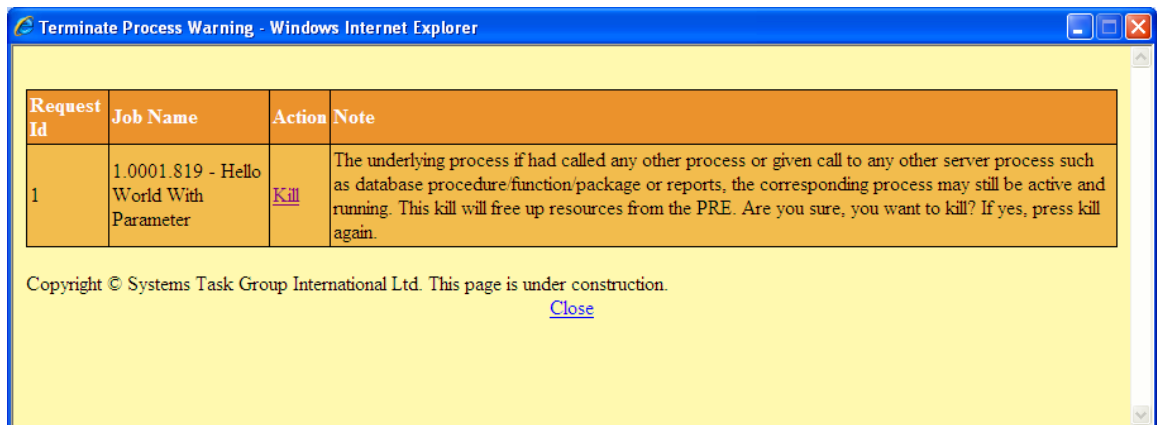 Terminate Process Warning - Windows Internet Explorer
Request Id
Job Name
Action
Note
1
1.0001.819 - Hello
World With
Parameter
Kill
The underlying process if had called any other process or given call to any other server process such
as database procedure/function/package or reports, the corresponding process may still be active and
running. This kill will free up resources from the PRE. Are you sure, you want to kill? If yes, press kill
again.
Copyright © Systems Task Group International Ltd. This page is under construction.
Close